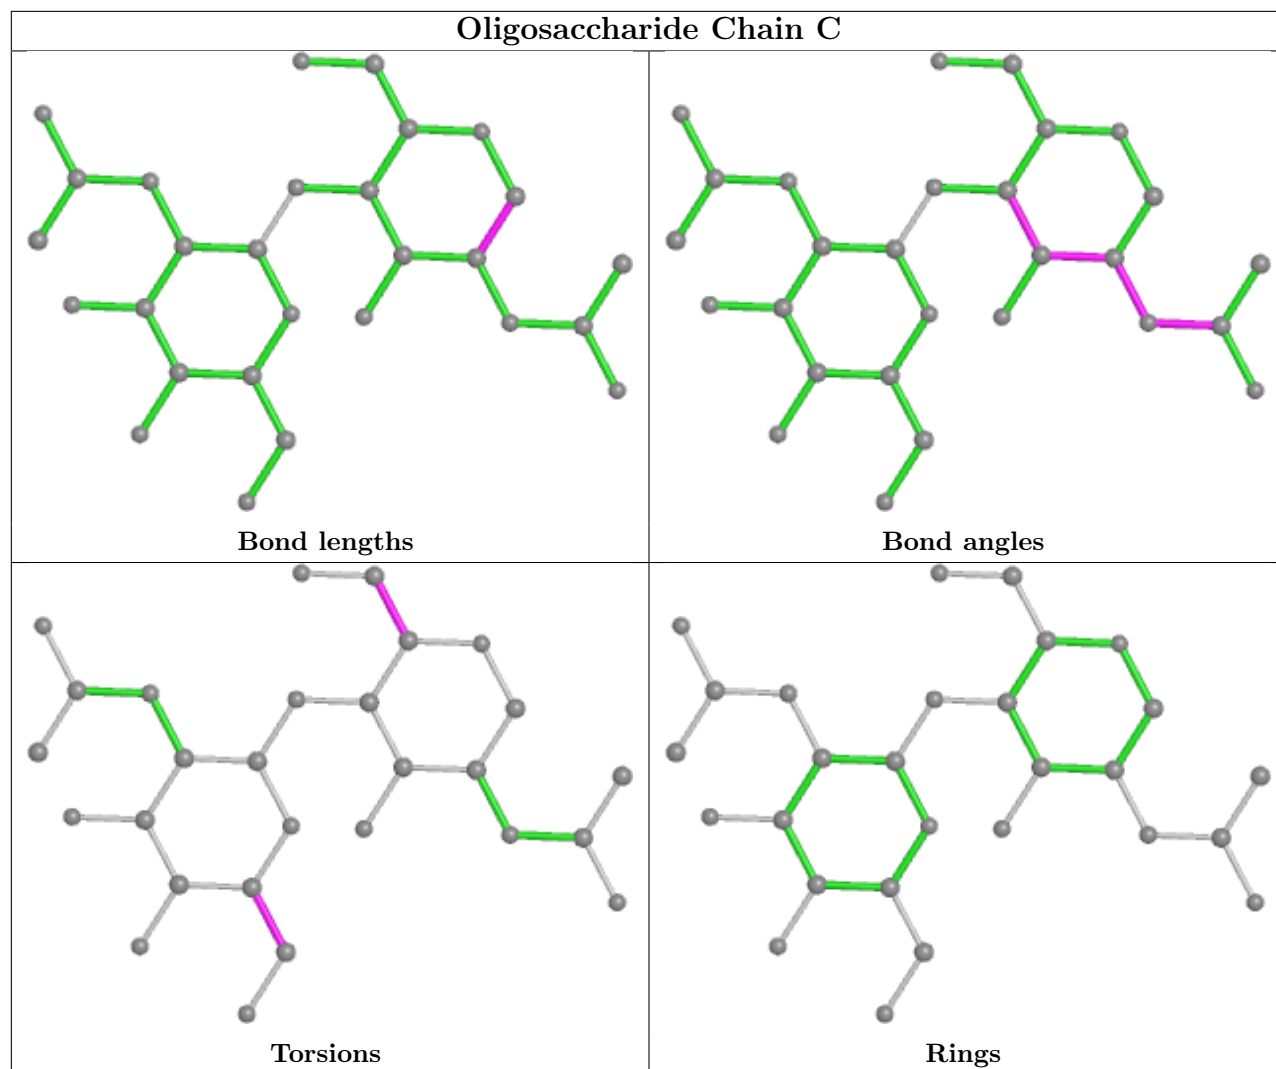 Oligosaccharide Chain C
Bond lengths
Bond angles
Torsions
Rings